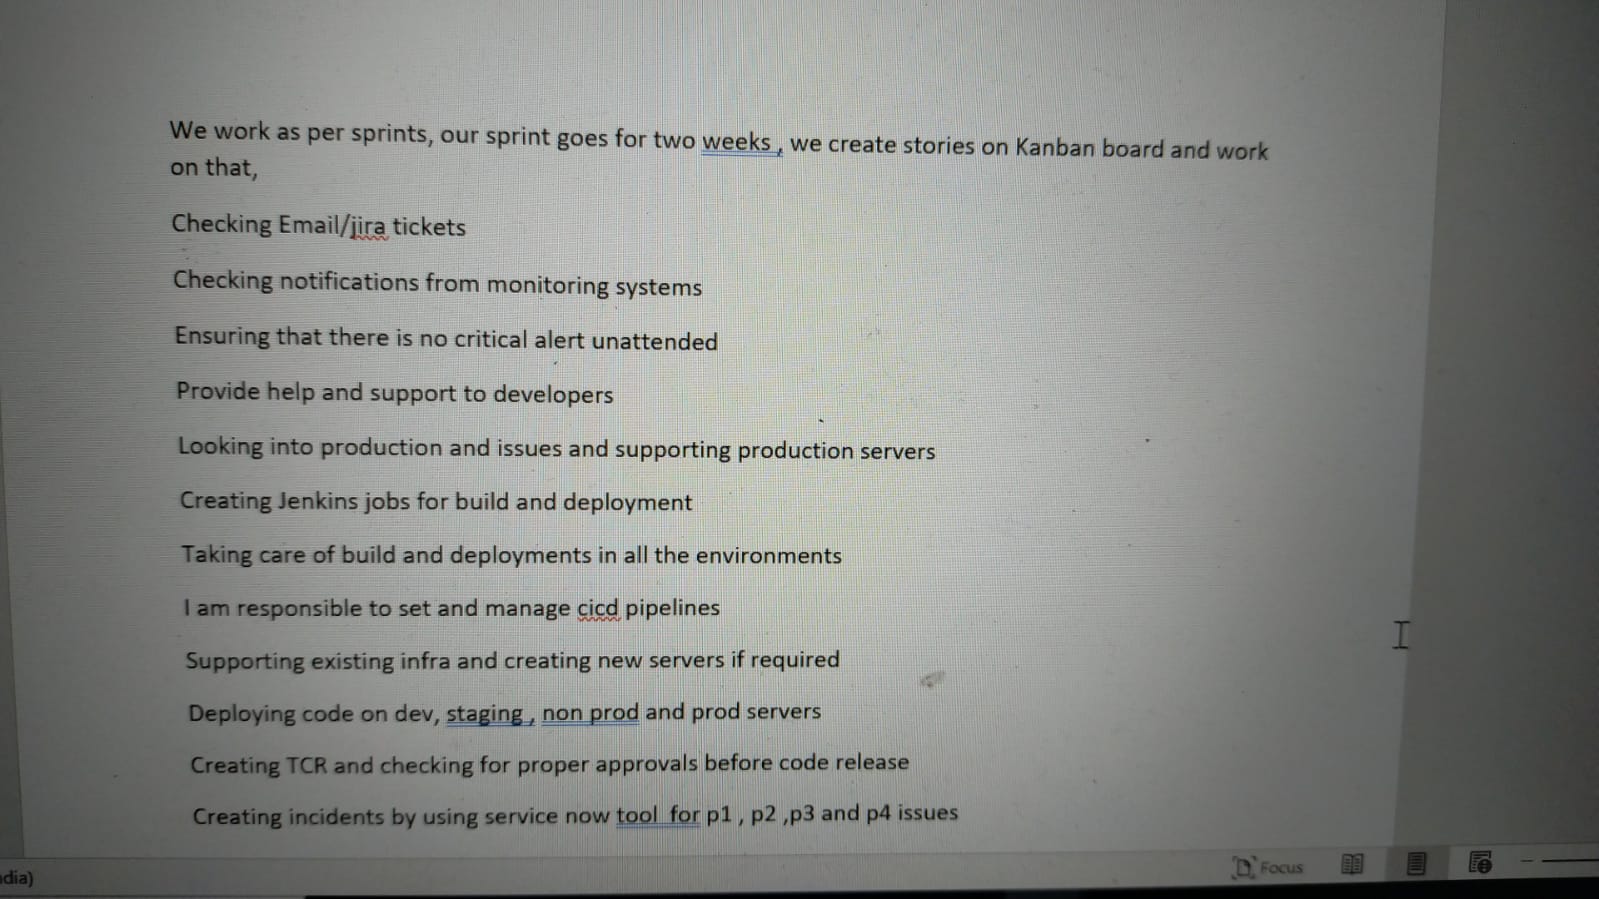 We work as per sprints, our sprint goes for two weeks , we create stories on Kanban board and work
on that,
Checking Email/jira tickets
Checking notifications from monitoring systems
Ensuring that there is no critical alert unattended
Provide help and support to developers
Looking into production and issues and supporting production servers
Creating Jenkins jobs for build and deployment
Taking care of build and deployments in all the environments
I am responsible to set and manage cicd pipelines
Supporting existing infra and creating new servers if required
Deploying code on dev, staging , non prod and prod servers
Creating TCR and checking for proper approvals before code release
Creating incidents by using service now tool  for p1 , p2 ,p3 and p4 issues
dia)
Focus